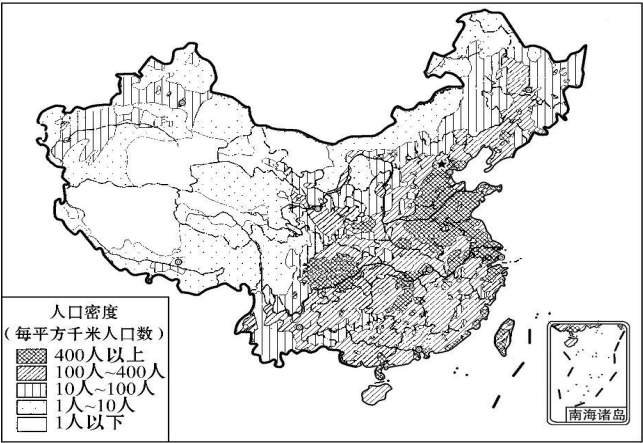 人口密度
（每平方千米人口数）
400人以上
100人~400人
10人~100人
1人~10人
1人以下
南海诸岛